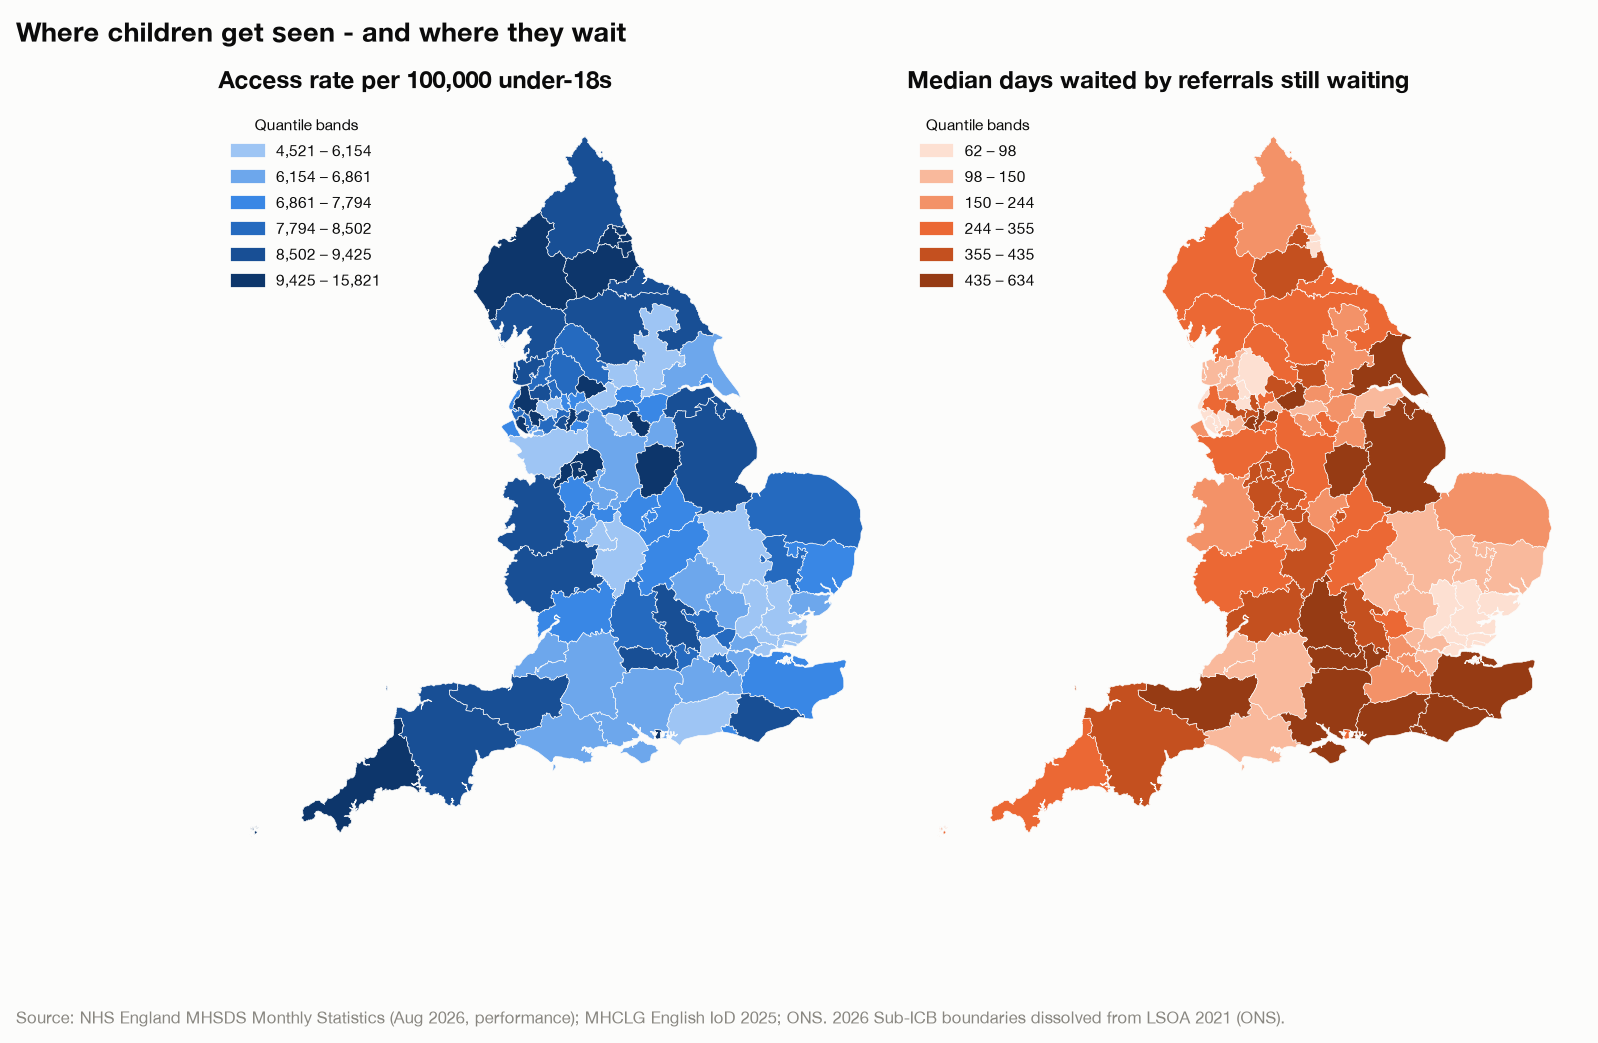 Where children get seen - and where they wait
Access rate per 100,000 under-18s
Quantile bands
4,521 – 6,154
6,154 – 6,861
6,861 – 7,794
7,794 – 8,502
8,502 – 9,425
9,425 – 15,821
Median days waited by referrals still waiting
Quantile bands
62 – 98
98 – 150
150 – 244
244 – 355
355 – 435
435 – 634
Source: NHS England MHSDS Monthly Statistics (Aug 2026, performance); MHCLG English IoD 2025; ONS. 2026 Sub-ICB boundaries dissolved from LSOA 2021 (ONS).